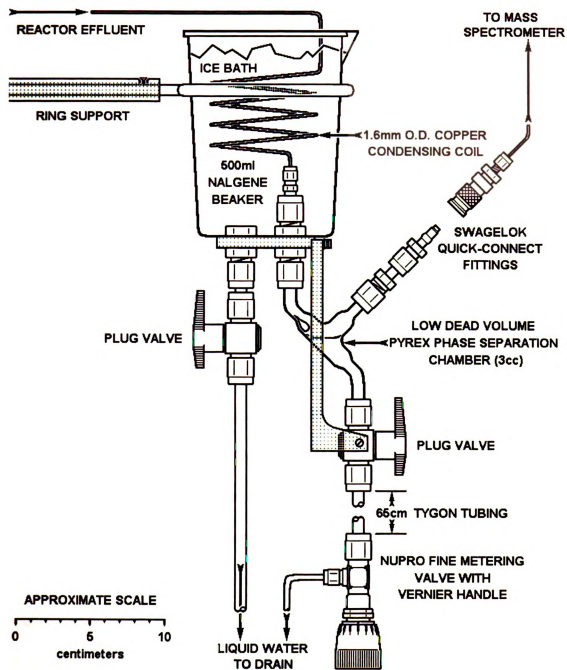 TO MASS
SPECTROMETER
REACTOR EFFLUENT
ICE BATH
RING SUPPORT
1.6mm O.D. COPPER
CONDENSING COIL
500ml
NALGENE
BEAKER
SWAGELOK
QUICK-CONNECT
FITTINGS
PLUG VALVE
LOW DEAD VOLUME
PYREX PHASE SEPARATION
CHAMBER (3cc)
PLUG VALVE
65cm TYGON TUBING
NUPRO FINE METERING
VALVE WITH
VERNIER HANDLE
APPROXIMATE SCALE
0 5 10
centimeters
LIQUID WATER
TO DRAIN